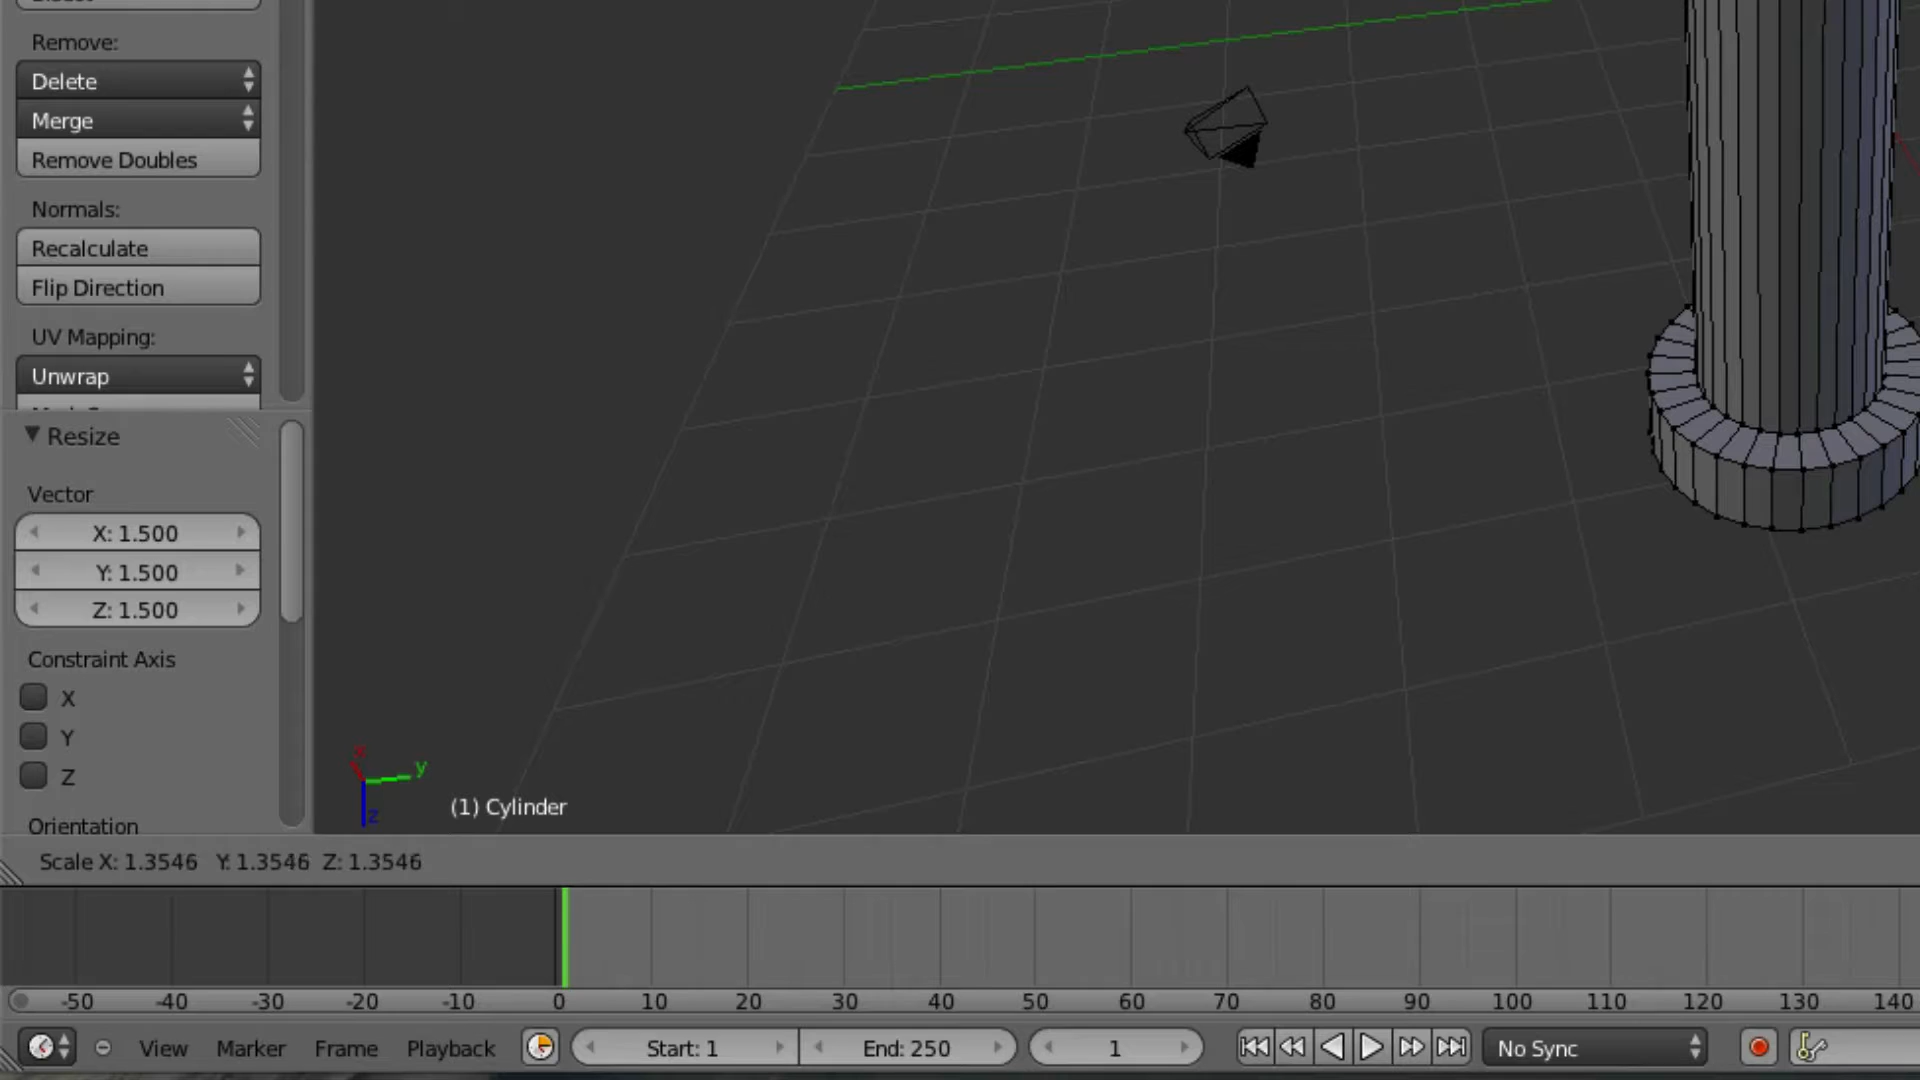 Remove:
Delete
Merge
Remove Doubles
Normals:
Recalculate
Flip Direction
UV Mapping:
Unwrap
Resize
Vector
X: 1.500
Y: 1.500
Z: 1.500
Constraint Axis
X
Y
Z
Orientation
x
y
z
(1) Cylinder
Scale X: 1.3546 Y: 1.3546 Z: 1.3546
-50 -40 -30 -20 -10 0 10 20 30 40 50 60 70 80 90 100 110 120 130 140
View Marker Frame Playback Start: 1 End: 250 1 No Sync